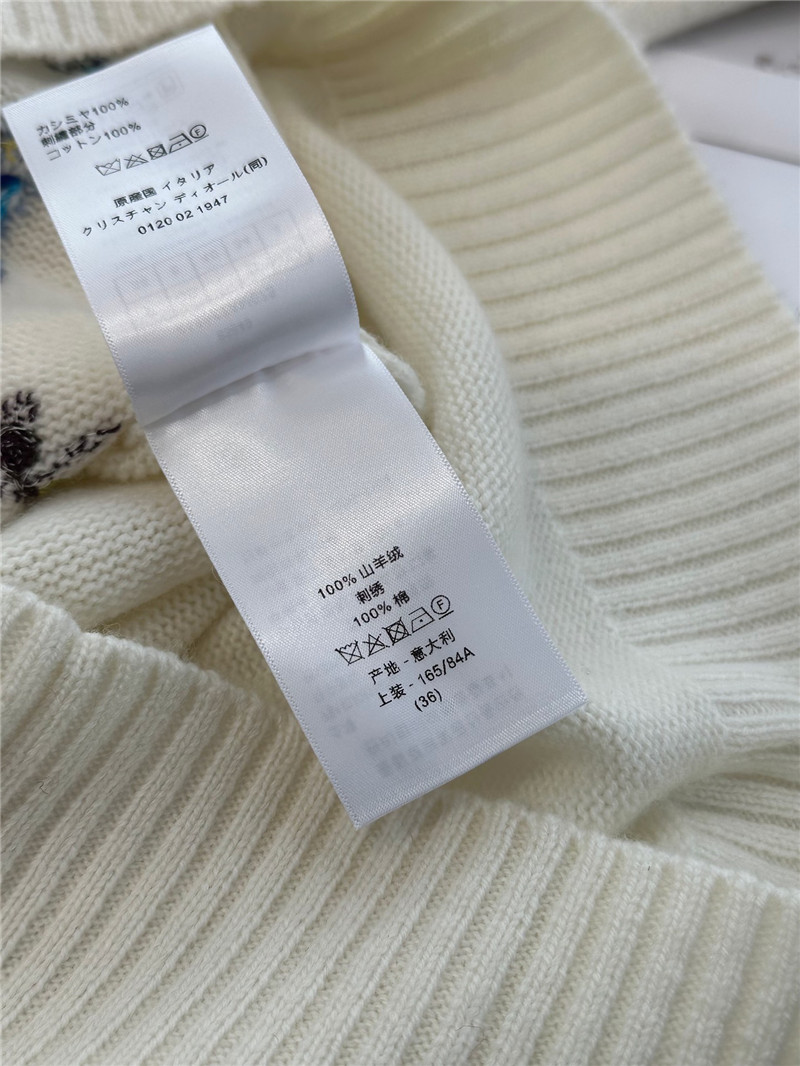 カシミヤ100%
刺繍部分
コットン100%
F
原産国 イタリア
クリスチャン ディオール(同)
0120 02 1947
100% 山羊绒
刺绣
100% 棉
F
产地 - 意大利
上装 - 165/84A
(36)